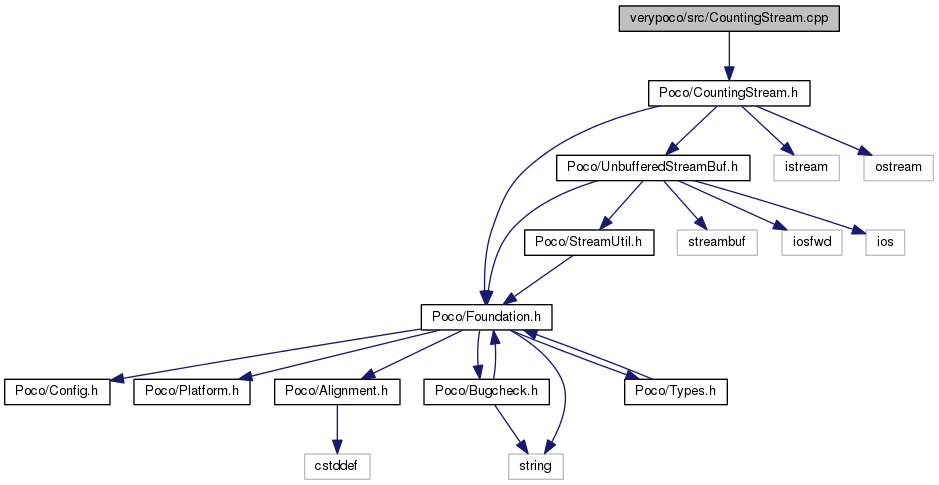 verypoco/src/CountingStream.cpp
Poco/CountingStream.h
Poco/UnbufferedStreamBuf.h
istream
ostream
Poco/StreamUtil.h
streambuf
iosfwd
ios
Poco/Foundation.h
Poco/Config.h
Poco/Platform.h
Poco/Alignment.h
Poco/Bugcheck.h
Poco/Types.h
cstddef
string